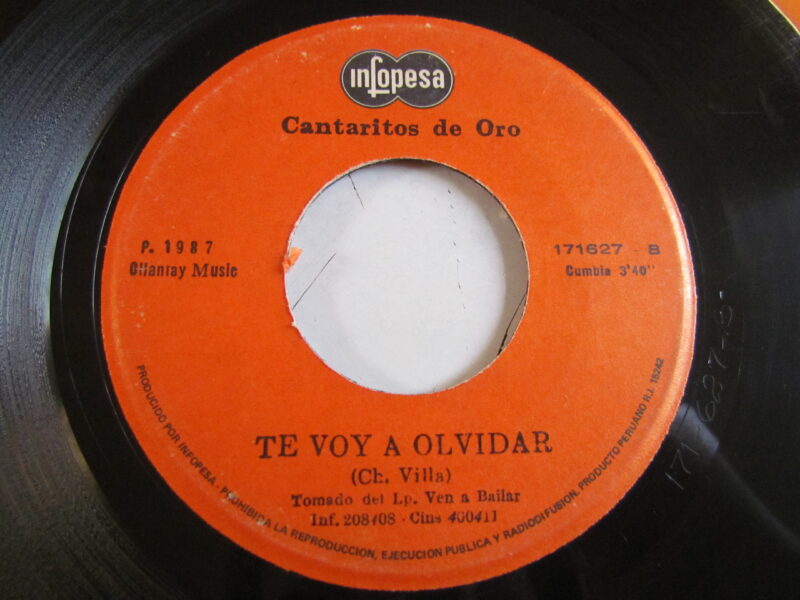 infopesa
Cantaritos de Oro
P. 1987
Ollantay Music
171627 - B
Cumbia 3'40"
TE VOY A OLVIDAR
(Ch. Villa)
Tomado del Lp. Ven a Bailar
Inf. 208408 - Cins 400411
PRODUCIDO POR INFOPESA. PROHIBIDA LA REPRODUCCION, EJECUCION PUBLICA Y RADIODIFUSION. PRODUCTO PERUANO R.I. 15242